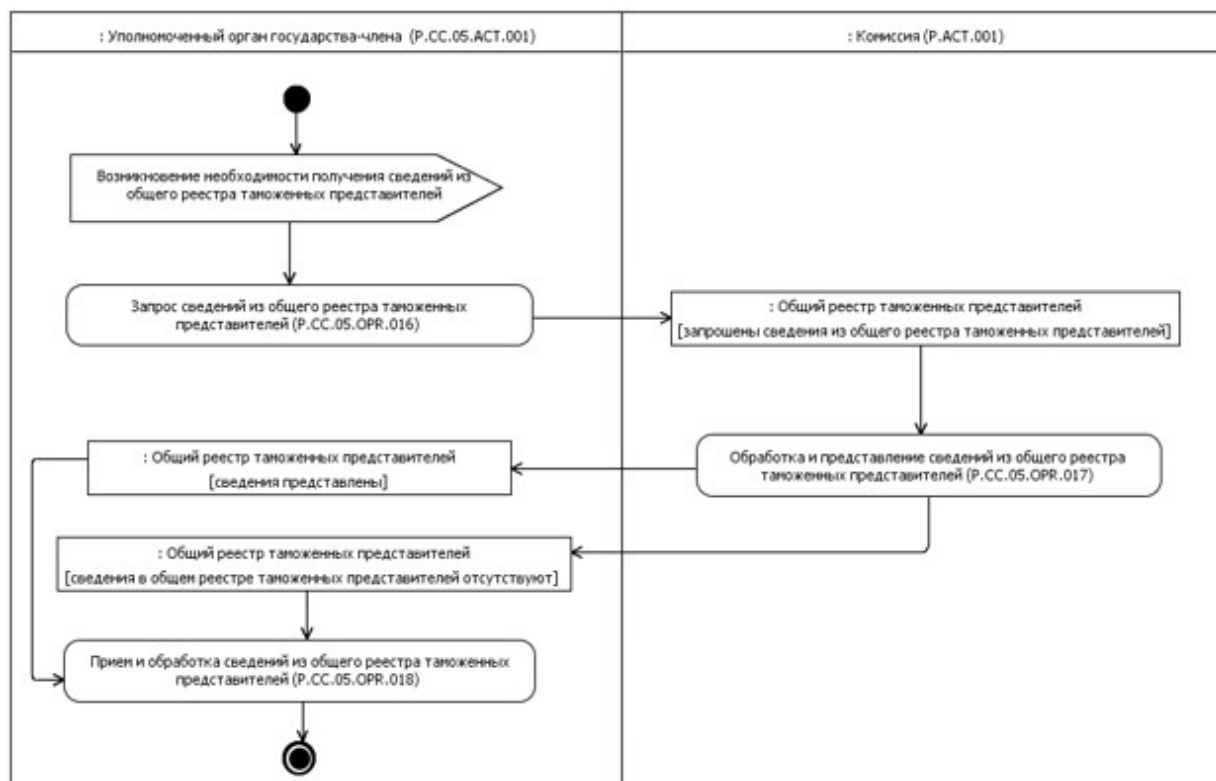 : Уполномоченный орган государства-члена (P.CC.05.ACT.001)
: Комиссия (P.ACT.001)
Возникновение необходимости получения сведений из
общего реестра таможенных представителей
Запрос сведений из общего реестра таможенных
представителей (P.CC.05.OPR.016)
: Общий реестр таможенных представителей
[запрошены сведения из общего реестра таможенных представителей]
Обработка и представление сведений из общего реестра
таможенных представителей (P.CC.05.OPR.017)
: Общий реестр таможенных представителей
[сведения представлены]
: Общий реестр таможенных представителей
[сведения в общем реестре таможенных представителей отсутствуют]
Прием и обработка сведений из общего реестра таможенных
представителей (P.CC.05.OPR.018)